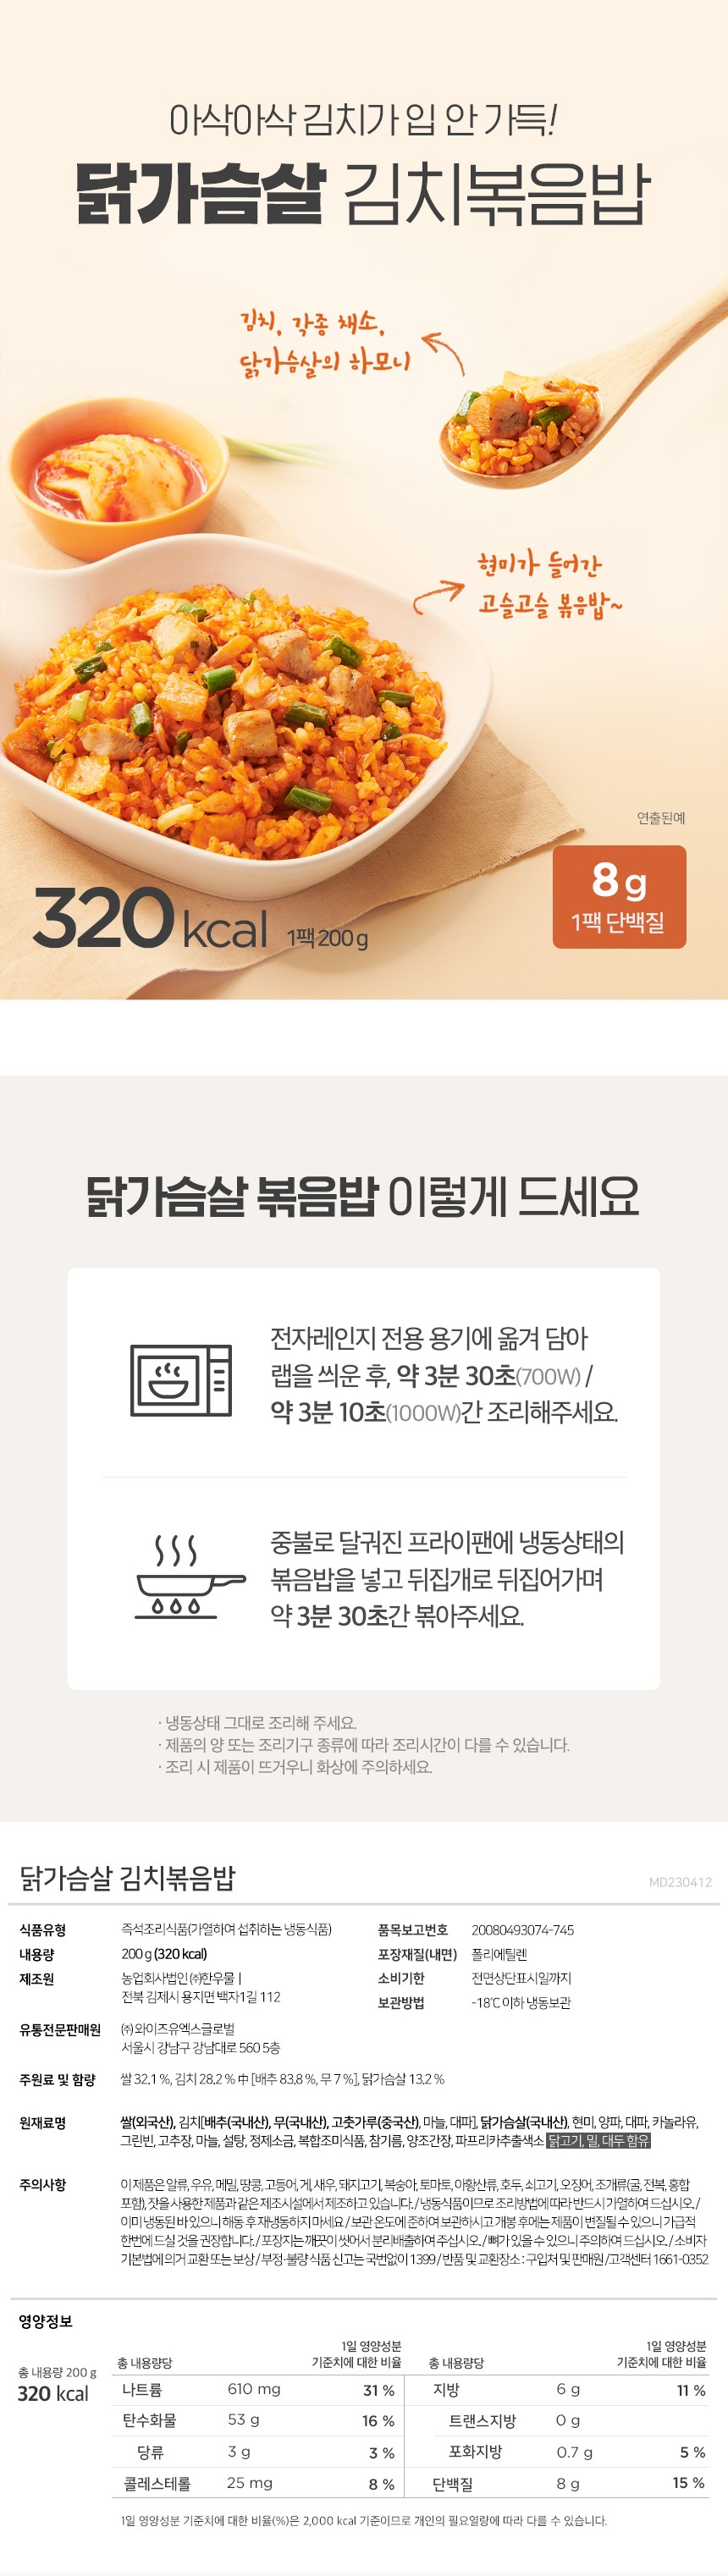 아삭아삭 김치가 입 안 가득!
닭가슴살 김치볶음밥
김치, 각종 채소,
닭가슴살의 하모니
현미가 들어간
고슬고슬 볶음밥~
연출된예
320 kcal 1팩 200 g
8 g
1팩 단백질
닭가슴살 볶음밥 이렇게 드세요
전자레인지 전용 용기에 옮겨 담아
랩을 씌운 후, 약 3분 30초(700W) /
약 3분 10초(1000W)간 조리해주세요.
중불로 달궈진 프라이팬에 냉동상태의
볶음밥을 넣고 뒤집개로 뒤집어가며
약 3분 30초간 볶아주세요.
· 냉동상태 그대로 조리해 주세요.
· 제품의 양 또는 조리기구 종류에 따라 조리시간이 다를 수 있습니다.
· 조리 시 제품이 뜨거우니 화상에 주의하세요.
닭가슴살 김치볶음밥
MD230412
식품유형 즉석조리식품(가열하여 섭취하는 냉동식품)
품목보고번호 20080493074-745
내용량 200 g (320 kcal)
포장재질(내면) 폴리에틸렌
제조원 농업회사법인 ㈜한우물 |
전북 김제시 용지면 백자1길 112
소비기한 전면상단표시일까지
보관방법 -18℃ 이하 냉동보관
유통전문판매원 ㈜와이즈유엑스글로벌
서울시 강남구 강남대로 560 5층
주원료 및 함량 쌀 32.1 %, 김치 28.2 % 中 [배추 83.8 %, 무 7 %], 닭가슴살 13.2 %
원재료명 쌀(외국산), 김치[배추(국내산), 무(국내산), 고춧가루(중국산), 마늘, 대파], 닭가슴살(국내산), 현미, 양파, 대파, 카놀라유,
그린빈, 고추장, 마늘, 설탕, 정제소금, 복합조미식품, 참기름, 양조간장, 파프리카추출색소 닭고기, 밀, 대두 함유
주의사항 이 제품은 알류, 우유, 메밀, 땅콩, 고등어, 게, 새우, 돼지고기, 복숭아, 토마토, 아황산류, 호두, 쇠고기, 오징어, 조개류(굴, 전복, 홍합
포함), 잣을 사용한 제품과 같은 제조시설에서 제조하고 있습니다. / 냉동식품이므로 조리방법에 따라 반드시 가열하여 드십시오. /
이미 냉동된 바 있으니 해동 후 재냉동하지 마세요 / 보관 온도에 준하여 보관하시고 개봉 후에는 제품이 변질될 수 있으니 가급적
한번에 드실 것을 권장합니다. / 포장지는 깨끗이 씻어서 분리배출하여 주십시오. / 뼈가 있을 수 있으니 주의하여 드십시오. / 소비자
기본법에 의거 교환 또는 보상 / 부정·불량 식품 신고는 국번없이 1399 / 반품 및 교환장소 : 구입처 및 판매원 / 고객센터 1661-0352
영양정보
총 내용량 200 g
320 kcal
총 내용량당 1일 영양성분
기준치에 대한 비율
총 내용량당 1일 영양성분
기준치에 대한 비율
나트륨 610 mg 31 % 지방 6 g 11 %
탄수화물 53 g 16 % 트랜스지방 0 g
당류 3 g 3 % 포화지방 0.7 g 5 %
콜레스테롤 25 mg 8 % 단백질 8 g 15 %
1일 영양성분 기준치에 대한 비율(%)은 2,000 kcal 기준이므로 개인의 필요열량에 따라 다를 수 있습니다.